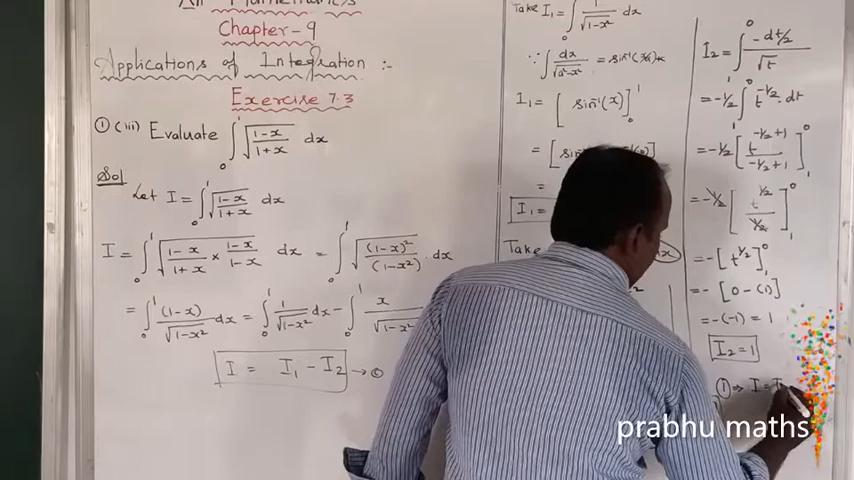 Chapter-9
Applications of Integration :-
Exercise 7.3
① (iii) Evaluate ∫₀¹ √((1-x)/(1+x)) dx
Sol
Let I = ∫₀¹ √((1-x)/(1+x)) dx
I = ∫₀¹ √((1-x)/(1+x) × (1-x)/(1-x)) dx = ∫₀¹ √((1-x)²/(1-x²)) . dx
= ∫₀¹ (1-x)/√(1-x²) dx = ∫₀¹ 1/√(1-x²) dx - ∫₀¹ x/√(1-x²)
I = I₁ - I₂ →①
Take I₁ = ∫₀¹ 1/√(1-x²) dx
∵ ∫ dx/√(a²-x²) = sin⁻¹(x/a)+c
I₁ = [ sin⁻¹(x) ]₀¹
= [sin⁻¹
I₁ =
Take
I₂ = ∫₁⁰ (-dt/2)/√t
= -1/2 ∫₁⁰ t^(-1/2) . dt
= -1/2 [ t^(-1/2+1)/(-1/2+1) ]₁⁰
= -1/2 [ t^(1/2)/(1/2) ]₁⁰
= - [t^(1/2)]₁⁰
= - [0-(1)]
= -(-1) = 1
I₂ = 1
① ⇒ I = I
prabhu maths